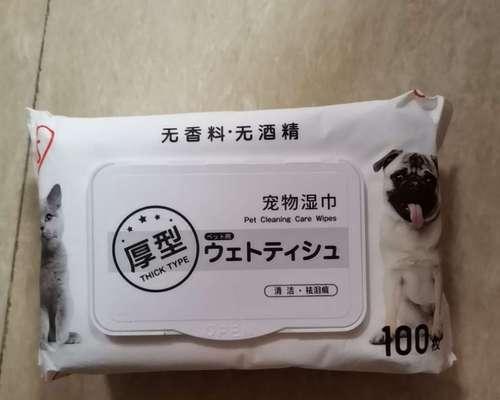 无香料·无酒精
宠物湿巾
Pet Cleaning Care Wipes
厚型
THICK TYPE
ペット用
ウェトティシュ
清洁·祛泪痕
OPEN
100枚